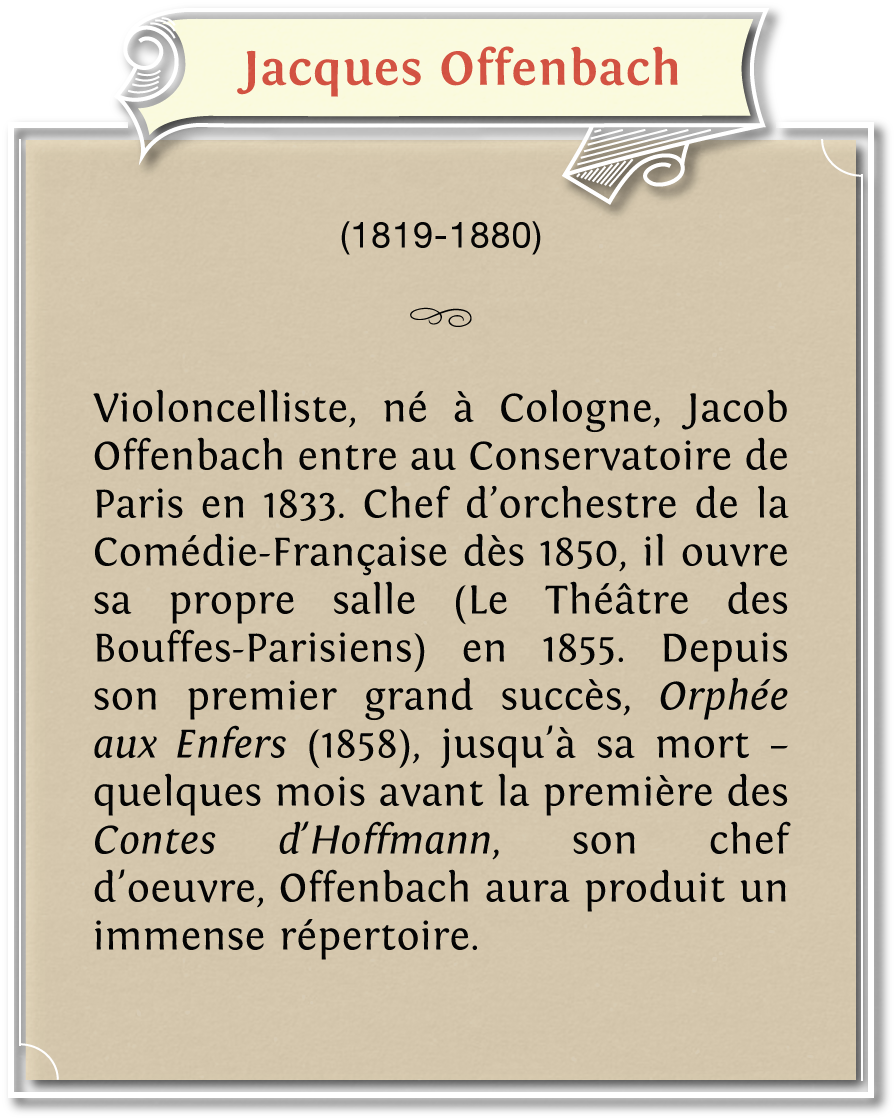 Jacques Offenbach
(1819-1880)
Violoncelliste, né à Cologne, Jacob
Offenbach entre au Conservatoire de
Paris en 1833. Chef d’orchestre de la
Comédie-Française dès 1850, il ouvre
sa propre salle (Le Théâtre des
Bouffes-Parisiens) en 1855. Depuis
son premier grand succès, Orphée
aux Enfers (1858), jusqu’à sa mort –
quelques mois avant la première des
Contes d’Hoffmann, son chef
d’oeuvre, Offenbach aura produit un
immense répertoire.